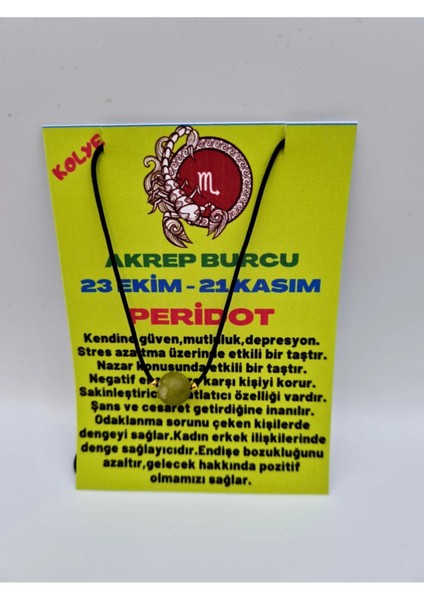 KOLYE
♏
AKREP BURCU
23 EKİM - 21 KASIM
PERİDOT
Kendine güven,mutluluk,depresyon.
Stres azaltma üzerinde etkili bir taştır.
Nazar konusunda etkili bir taştır.
Negatif karşı kişiyi korur.
özelliği vardır.
Şans ve cesaret getirdiğine inanılır.
Odaklanma sorunu çeken kişilerde
dengeyi sağlar.Kadın erkek ilişkilerinde
denge sağlayıcıdır.Endişe bozukluğunu
azaltır,gelecek hakkında pozitif
olmamızı sağlar.